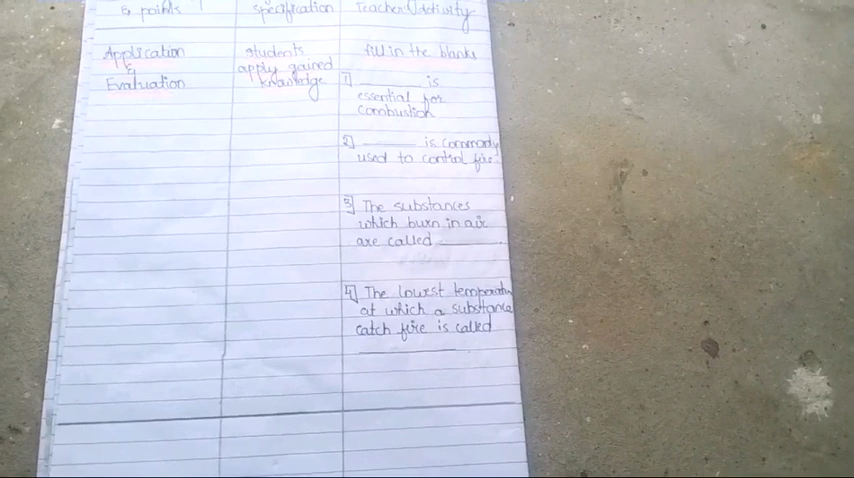 & points specification Teacher Activity
Application students fill in the blanks
& apply gained
Evaluation knowledge 1] ______ is
essential for
combustion
2] ______ is commonly
used to control fire.
3] The substances
which burn in air
are called ______.
4] The lowest temperature
at which a substance
catch fire is called
______.